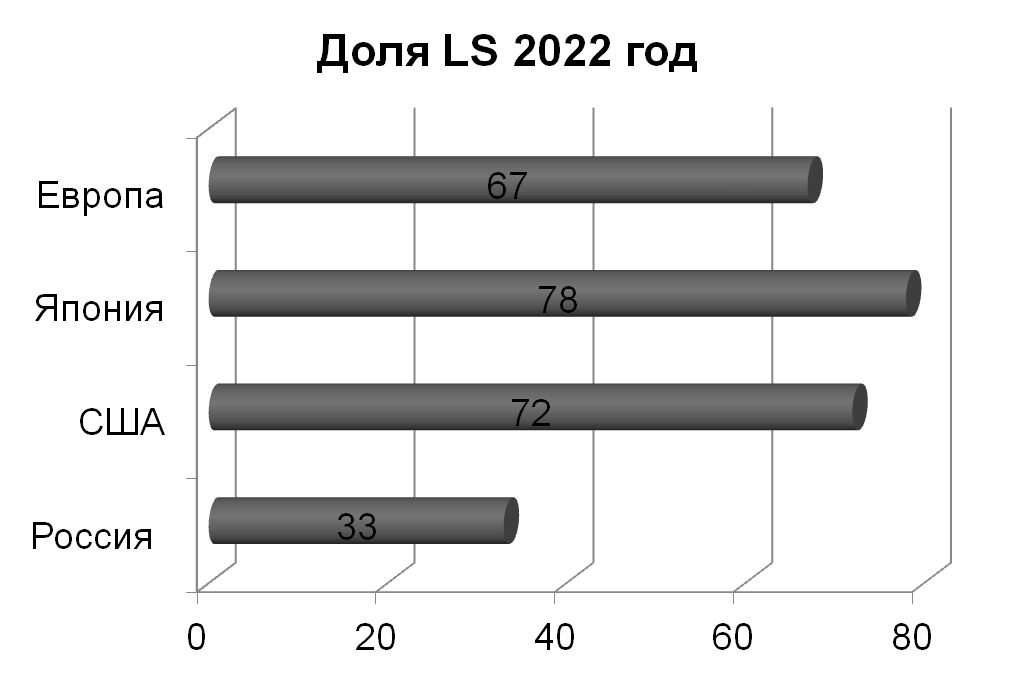 Доля LS 2022 год
Европа
67
Япония
78
США
72
Россия
33
0 20 40 60 80